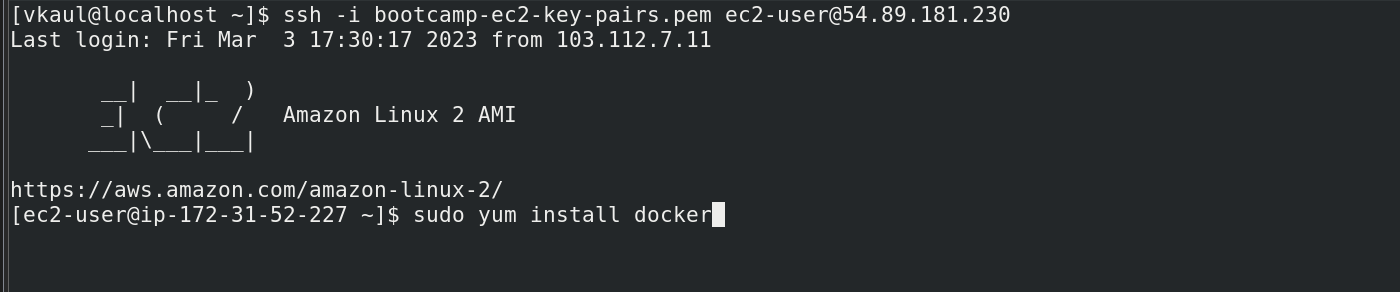 [vkaul@localhost ~]$ ssh -i bootcamp-ec2-key-pairs.pem ec2-user@54.89.181.230
Last login: Fri Mar  3 17:30:17 2023 from 103.112.7.11
       __|  __|_  )
       _|  (     /   Amazon Linux 2 AMI
      ___|\___|___|
https://aws.amazon.com/amazon-linux-2/
[ec2-user@ip-172-31-52-227 ~]$ sudo yum install docker